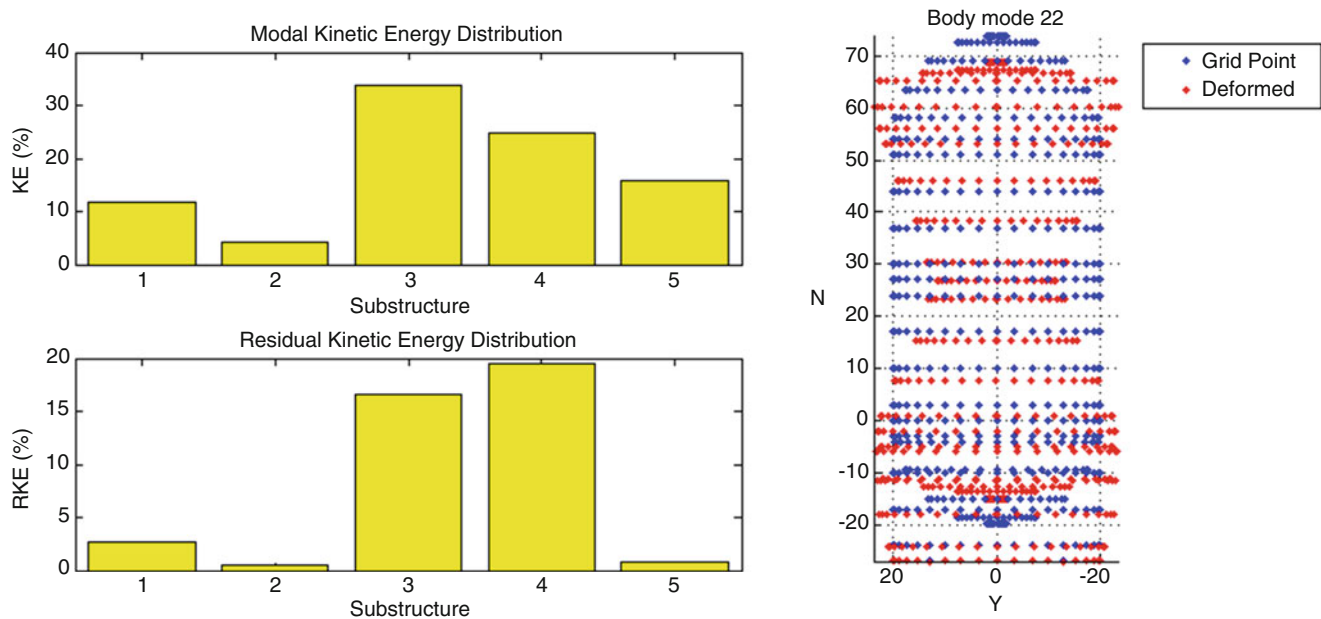 Modal Kinetic Energy Distribution
40
30
20
10
0
KE (%)
1 2 3 4 5
Substructure
Residual Kinetic Energy Distribution
20
15
10
5
0
RKE (%)
1 2 3 4 5
Substructure
Body mode 22
70
60
50
40
30
20
10
0
-10
-20
N
20 0 -20
Y
Grid Point
Deformed